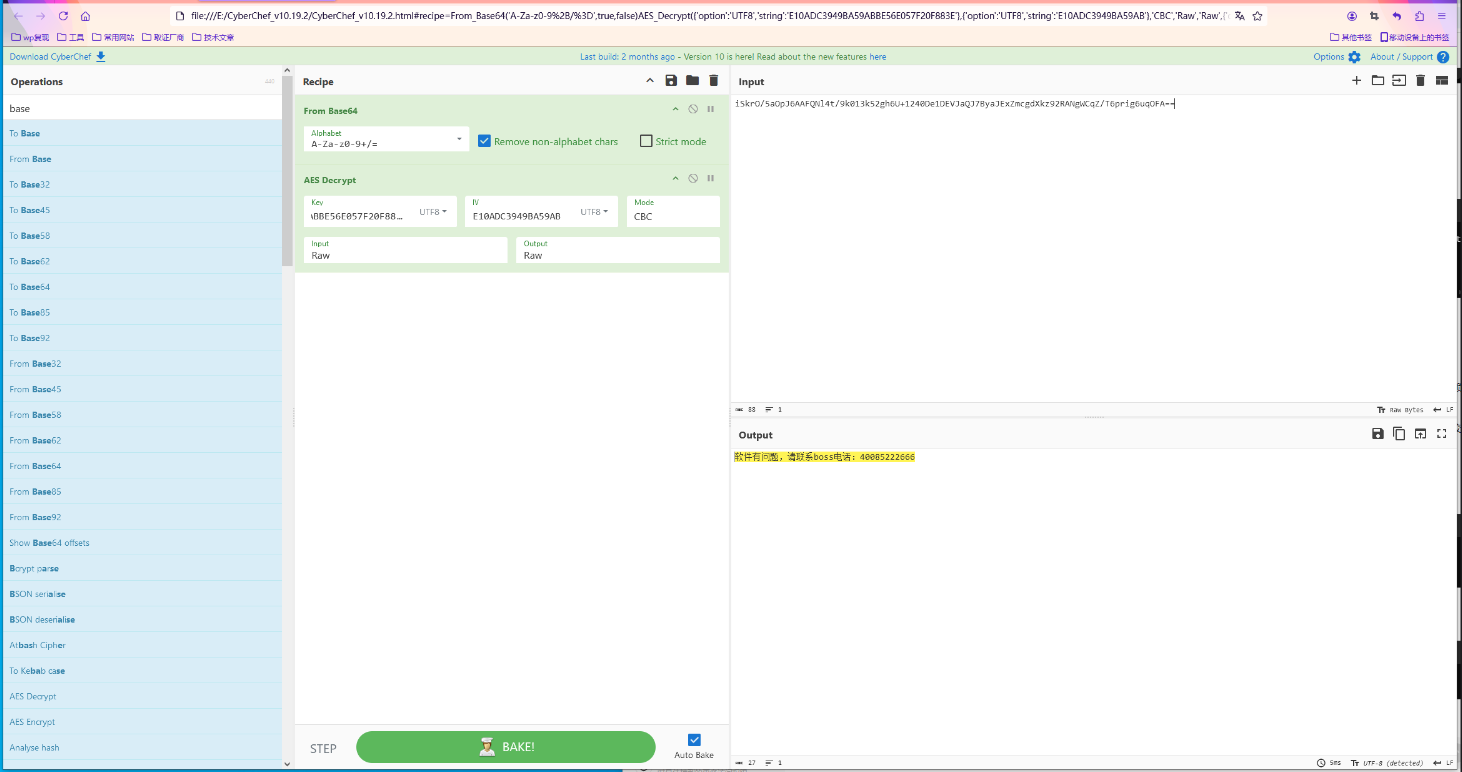 file:///E:/CyberChef_v10.19.2/CyberChef_v10.19.2.html#recipe=From_Base64('A-Za-z0-9%2B/%3D',true,false)AES_Decrypt({'option':'UTF8','string':'E10ADC3949BA59ABBE56E057F20F883E'},{'option':'UTF8','string':'E10ADC3949BA59AB'},'CBC','Raw','Raw',{
wp复现 工具 常用网站 取证厂商 技术文章 其他书签 移动设备上的书签
Download CyberChef Last build: 2 months ago - Version 10 is here! Read about the new features here Options About / Support
Operations
base
To Base
From Base
To Base32
To Base45
To Base58
To Base62
To Base64
To Base85
To Base92
From Base32
From Base45
From Base58
From Base62
From Base64
From Base85
From Base92
Show Base64 offsets
Bcrypt parse
BSON serialise
BSON deserialise
Atbash Cipher
To Kebab case
AES Decrypt
AES Encrypt
Analyse hash
Recipe
From Base64
Alphabet
A-Za-z0-9+/=
Remove non-alphabet chars
Strict mode
AES Decrypt
Key
ABBE56E057F20F88… UTF8
IV
E10ADC3949BA59AB UTF8
Mode
CBC
Input
Raw
Output
Raw
STEP
BAKE!
Auto Bake
Input
88 1
Raw Bytes LF
Output
软件有问题，请联系boss电话：40085222666
27 1
5ms UTF-8 (detected) LF